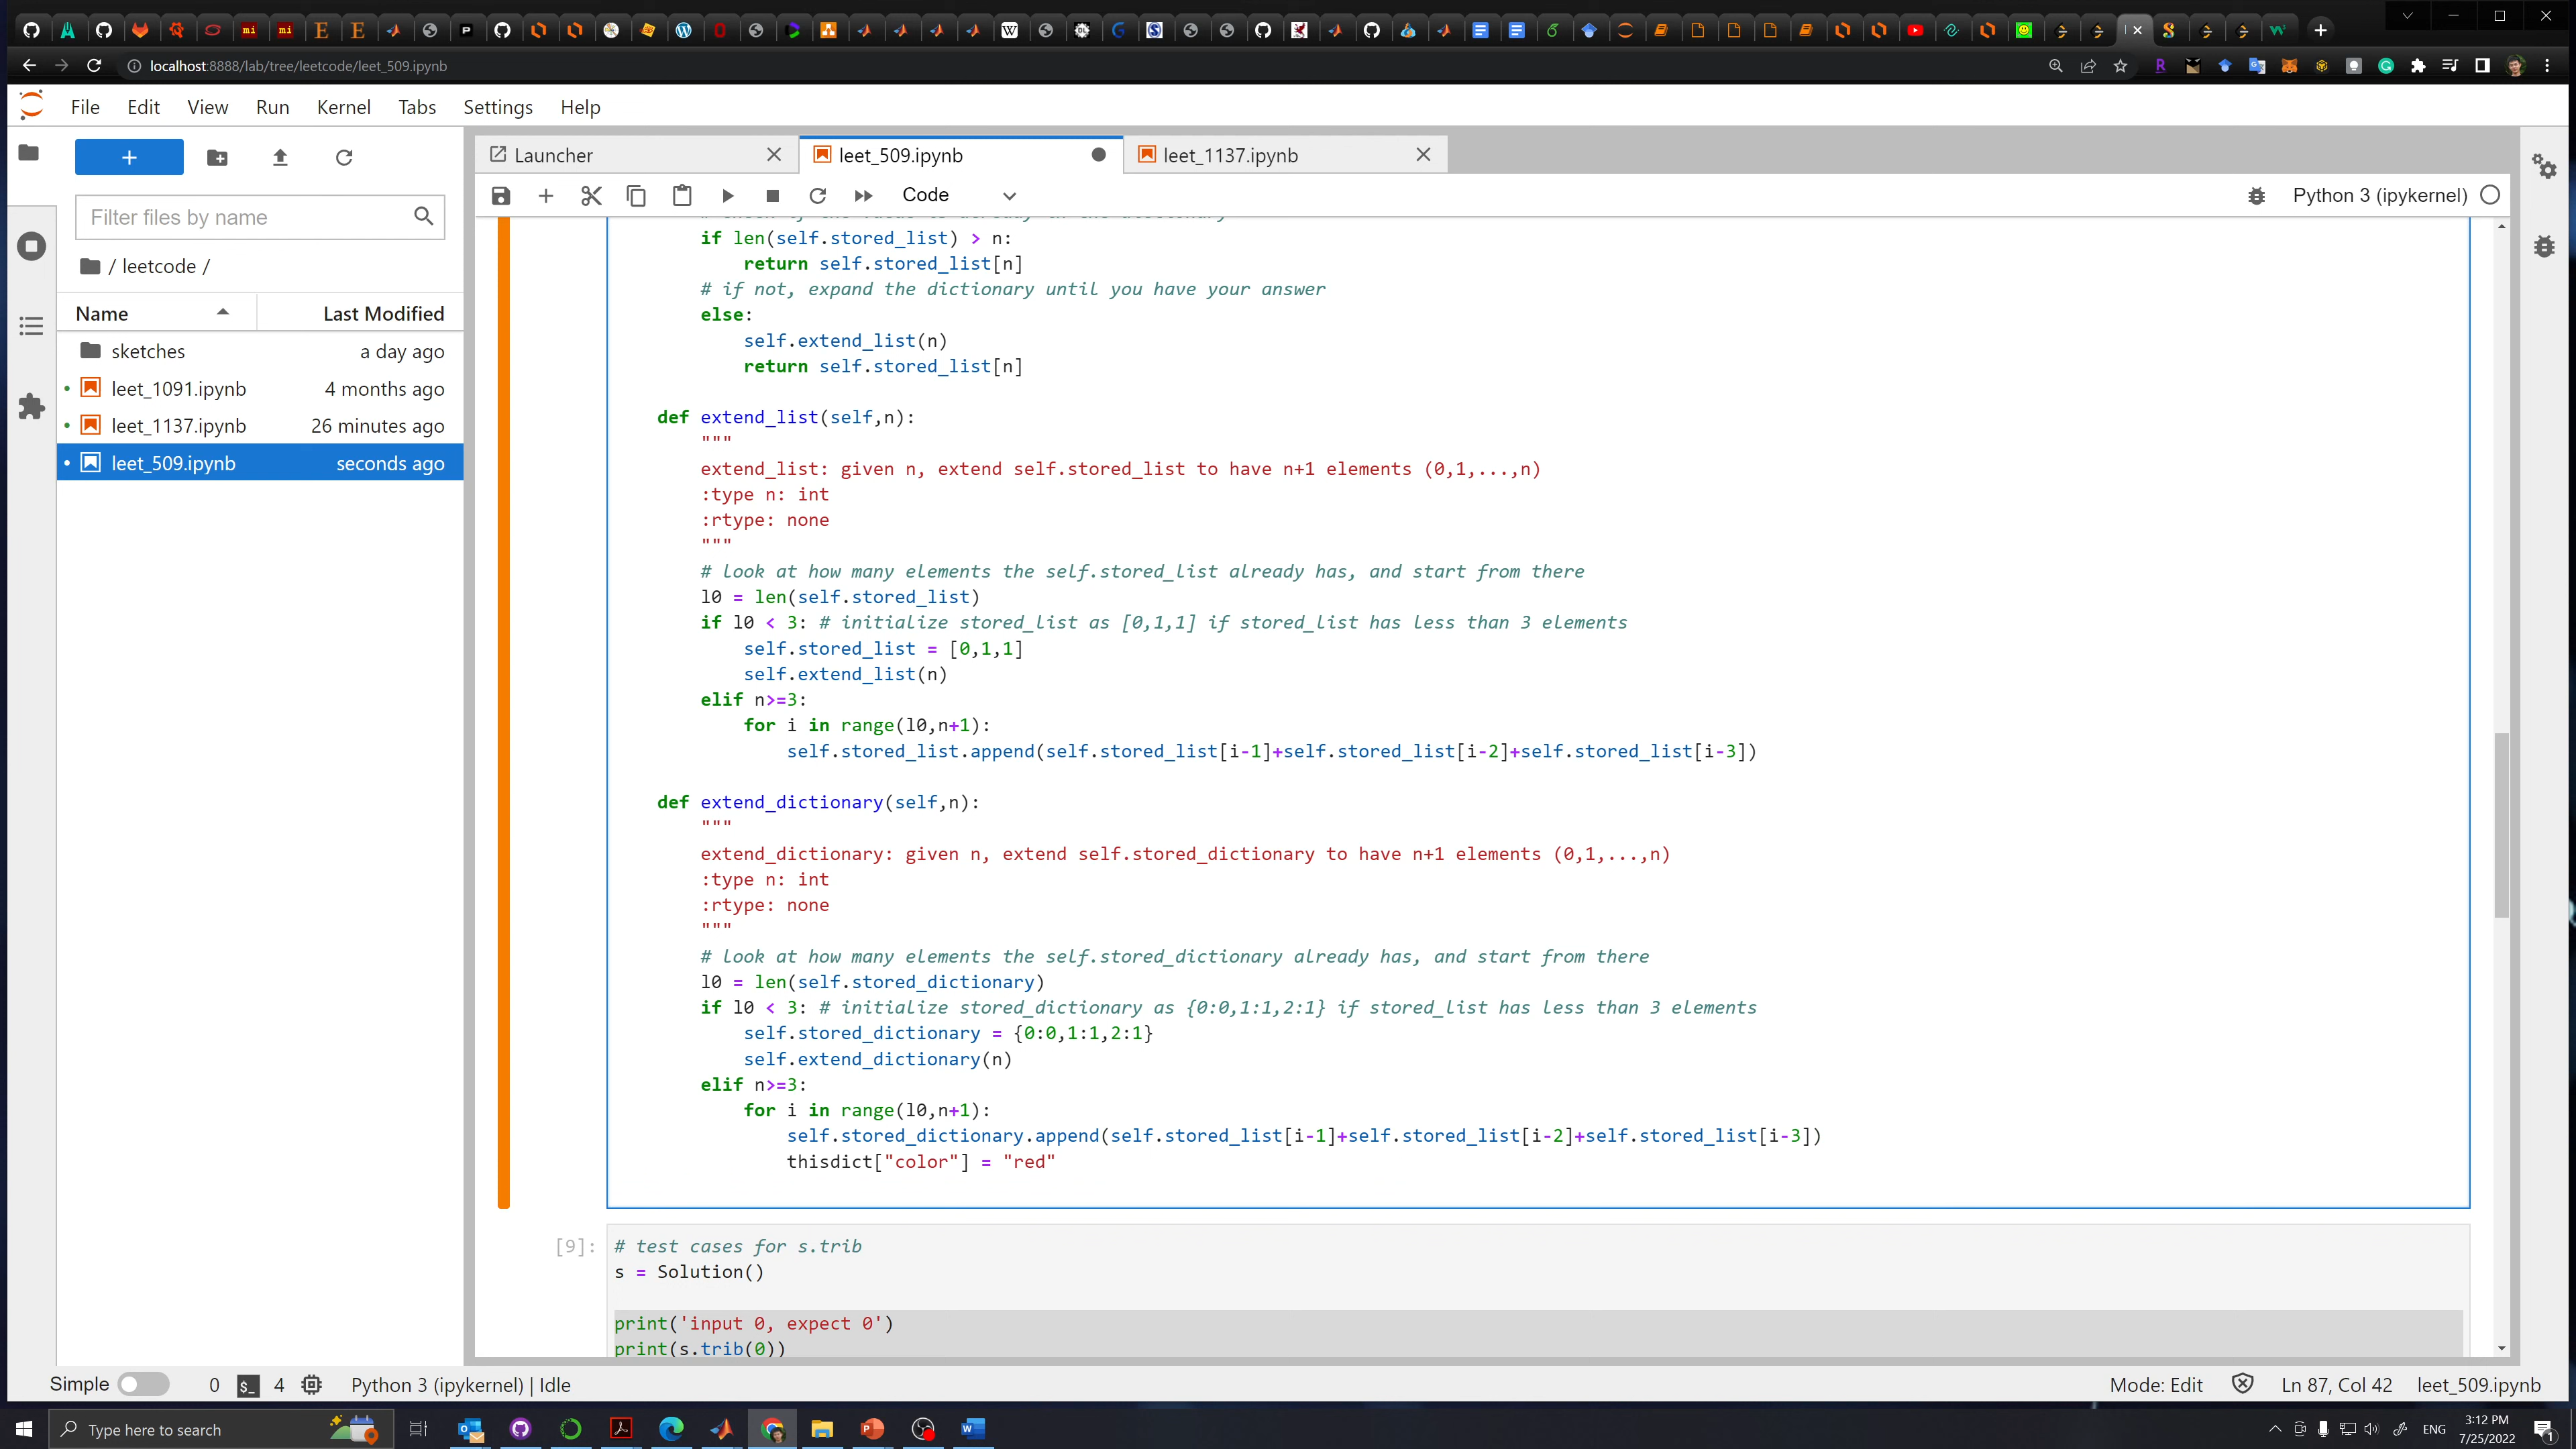 localhost:8888/lab/tree/leetcode/leet_509.ipynb
File Edit View Run Kernel Tabs Settings Help
Launcher
leet_509.ipynb
leet_1137.ipynb
Filter files by name
Code
Python 3 (ipykernel)
/ leetcode /
Name Last Modified
sketches a day ago
leet_1091.ipynb 4 months ago
leet_1137.ipynb 26 minutes ago
leet_509.ipynb seconds ago
if len(self.stored_list) > n:
return self.stored_list[n]
# if not, expand the dictionary until you have your answer
else:
self.extend_list(n)
return self.stored_list[n]
def extend_list(self,n):
"""
extend_list: given n, extend self.stored_list to have n+1 elements (0,1,...,n)
:type n: int
:rtype: none
"""
# look at how many elements the self.stored_list already has, and start from there
l0 = len(self.stored_list)
if l0 < 3: # initialize stored_list as [0,1,1] if stored_list has less than 3 elements
self.stored_list = [0,1,1]
self.extend_list(n)
elif n>=3:
for i in range(l0,n+1):
self.stored_list.append(self.stored_list[i-1]+self.stored_list[i-2]+self.stored_list[i-3])
def extend_dictionary(self,n):
"""
extend_dictionary: given n, extend self.stored_dictionary to have n+1 elements (0,1,...,n)
:type n: int
:rtype: none
"""
# look at how many elements the self.stored_dictionary already has, and start from there
l0 = len(self.stored_dictionary)
if l0 < 3: # initialize stored_dictionary as {0:0,1:1,2:1} if stored_list has less than 3 elements
self.stored_dictionary = {0:0,1:1,2:1}
self.extend_dictionary(n)
elif n>=3:
for i in range(l0,n+1):
self.stored_dictionary.append(self.stored_list[i-1]+self.stored_list[i-2]+self.stored_list[i-3])
thisdict["color"] = "red"
[9]: # test cases for s.trib
s = Solution()
print('input 0, expect 0')
print(s.trib(0))
Simple 0 4 Python 3 (ipykernel) | Idle
Mode: Edit Ln 87, Col 42 leet_509.ipynb
Type here to search
ENG
3:12 PM
7/25/2022